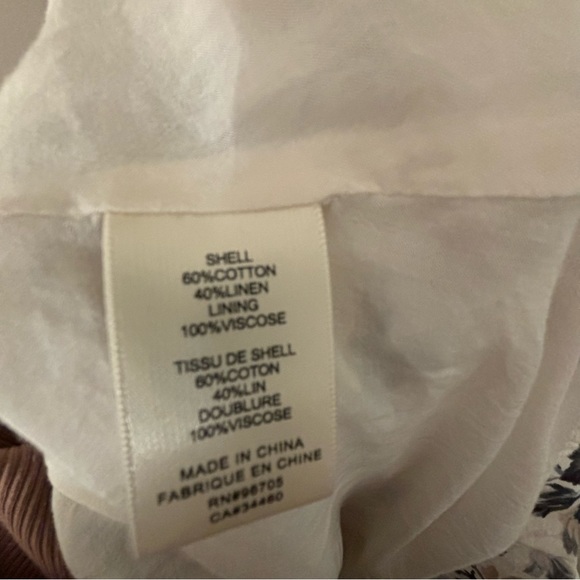 SHELL
60%COTTON
40%LINEN
LINING
100%VISCOSE
TISSU DE SHELL
60%COTON
40%LIN
DOUBLURE
100%VISCOSE
MADE IN CHINA
FABRIQUE EN CHINE
RN#96705
CA#34460